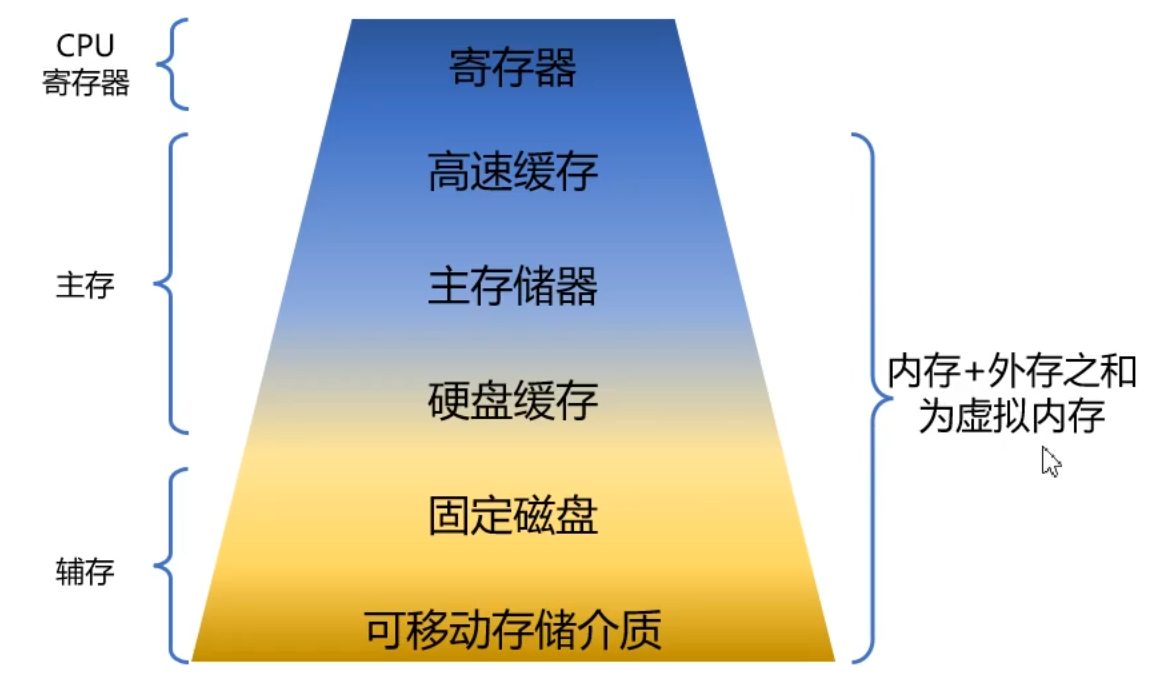 CPU
寄存器
寄存器
高速缓存
主存
主存储器
硬盘缓存
内存+外存之和
为虚拟内存
固定磁盘
辅存
可移动存储介质